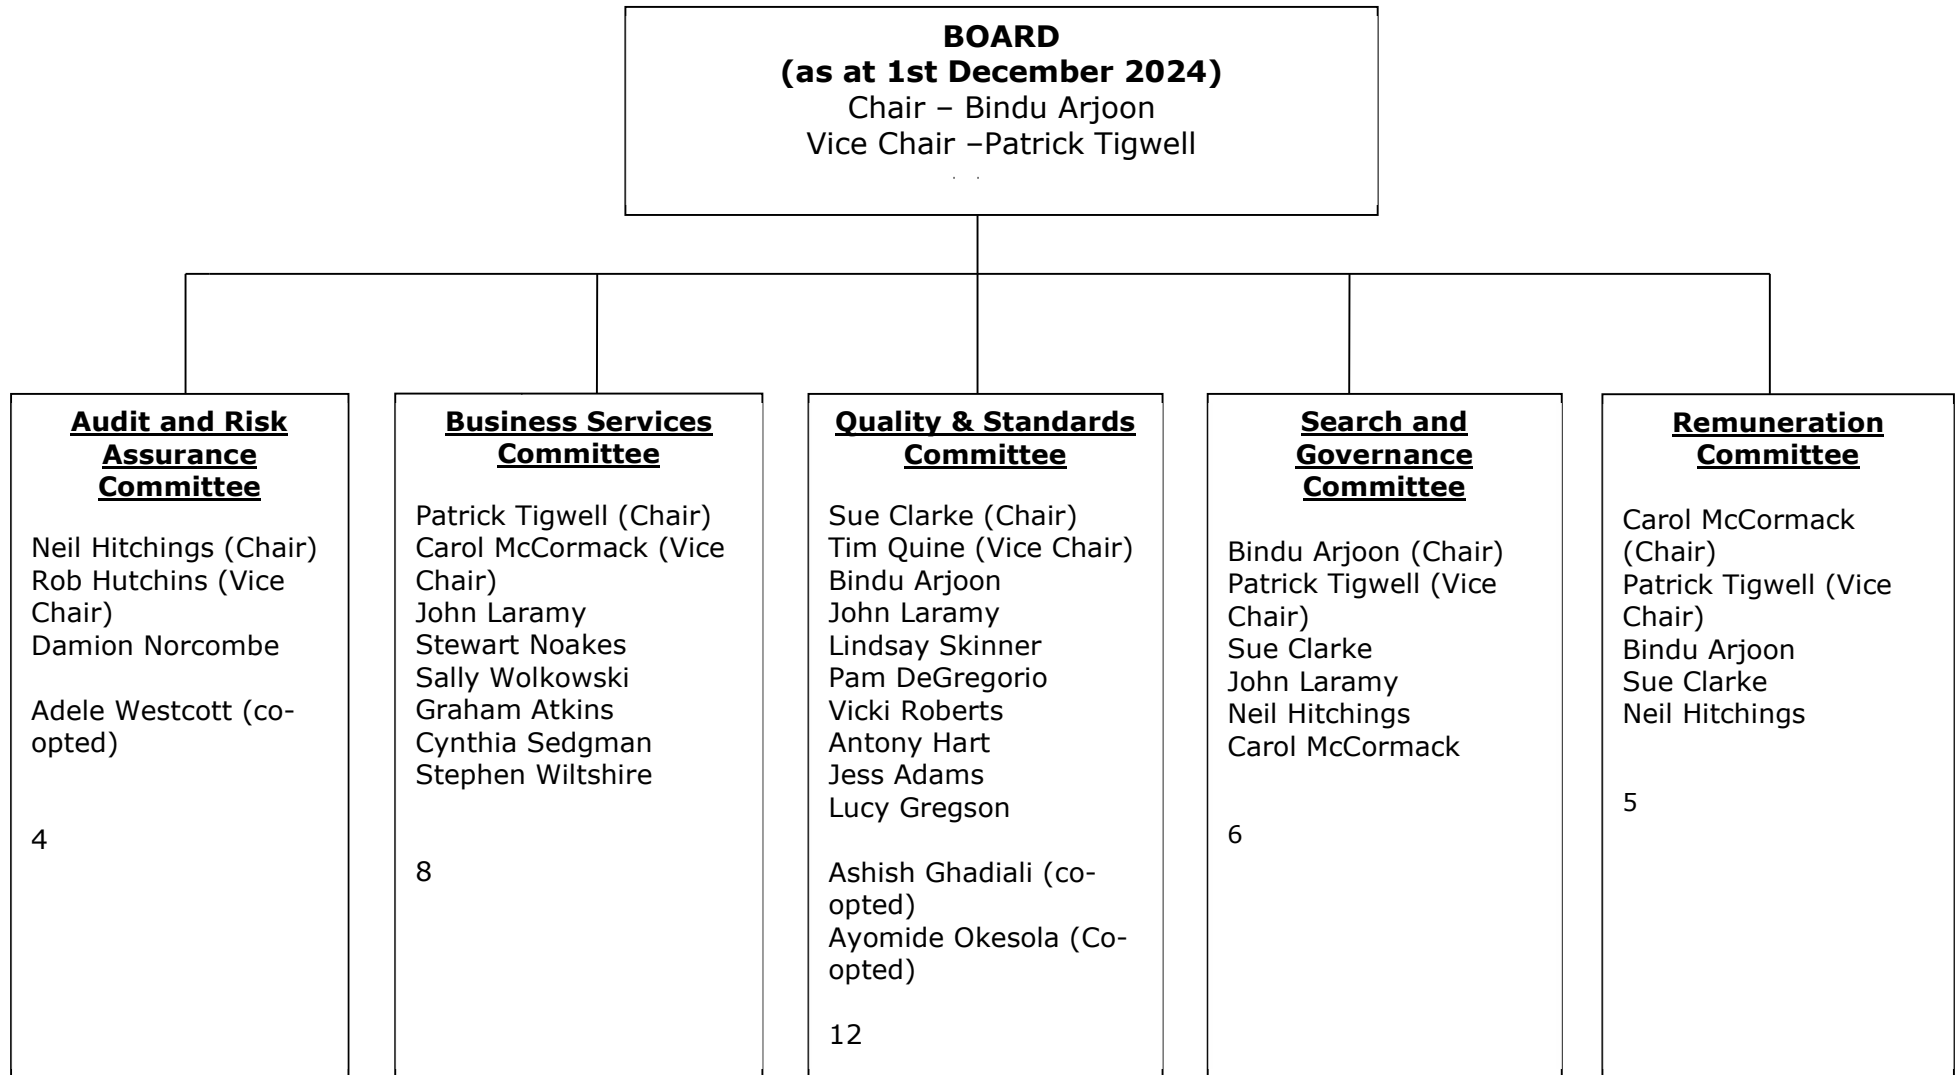 BOARD
(as at 1st December 2024)
Chair – Bindu Arjoon
Vice Chair –Patrick Tigwell
Audit and Risk
Assurance
Committee
Neil Hitchings (Chair)
Rob Hutchins (Vice
Chair)
Damion Norcombe
Adele Westcott (co-
opted)
4
Business Services
Committee
Patrick Tigwell (Chair)
Carol McCormack (Vice
Chair)
John Laramy
Stewart Noakes
Sally Wolkowski
Graham Atkins
Cynthia Sedgman
Stephen Wiltshire
8
Quality & Standards
Committee
Sue Clarke (Chair)
Tim Quine (Vice Chair)
Bindu Arjoon
John Laramy
Lindsay Skinner
Pam DeGregorio
Vicki Roberts
Antony Hart
Jess Adams
Lucy Gregson
Ashish Ghadiali (co-
opted)
Ayomide Okesola (Co-
opted)
12
Search and
Governance
Committee
Bindu Arjoon (Chair)
Patrick Tigwell (Vice
Chair)
Sue Clarke
John Laramy
Neil Hitchings
Carol McCormack
6
Remuneration
Committee
Carol McCormack
(Chair)
Patrick Tigwell (Vice
Chair)
Bindu Arjoon
Sue Clarke
Neil Hitchings
5